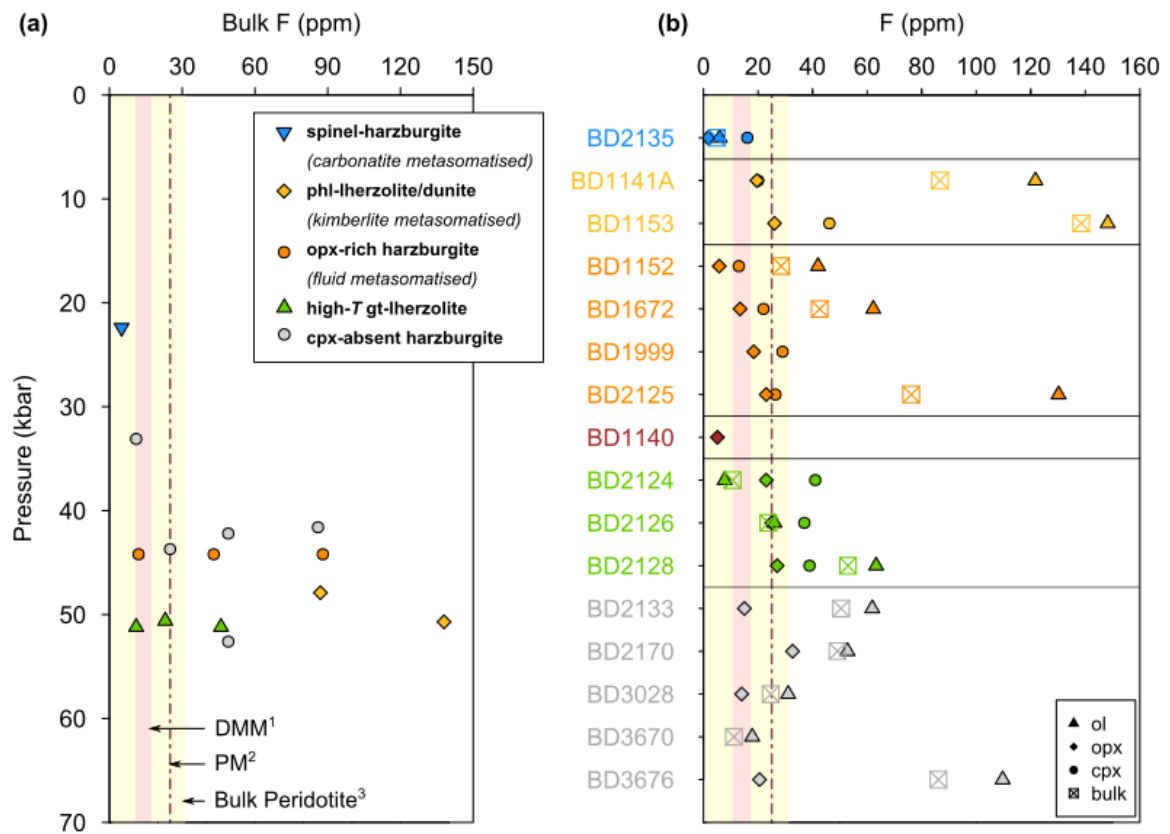 (a)
Bulk F (ppm)
0 30 60 90 120 150
0
10
20
30
40
50
60
70
Pressure (kbar)
spinel-harzburgite
(carbonatite metasomatised)
phl-lherzolite/dunite
(kimberlite metasomatised)
opx-rich harzburgite
(fluid metasomatised)
high-T gt-lherzolite
cpx-absent harzburgite
DMM1
PM2
Bulk Peridotite3
(b)
F (ppm)
0 20 40 60 80 100 120 140 160
BD2135
BD1141A
BD1153
BD1152
BD1672
BD1999
BD2125
BD1140
BD2124
BD2126
BD2128
BD2133
BD2170
BD3028
BD3670
BD3676
ol
opx
cpx
bulk